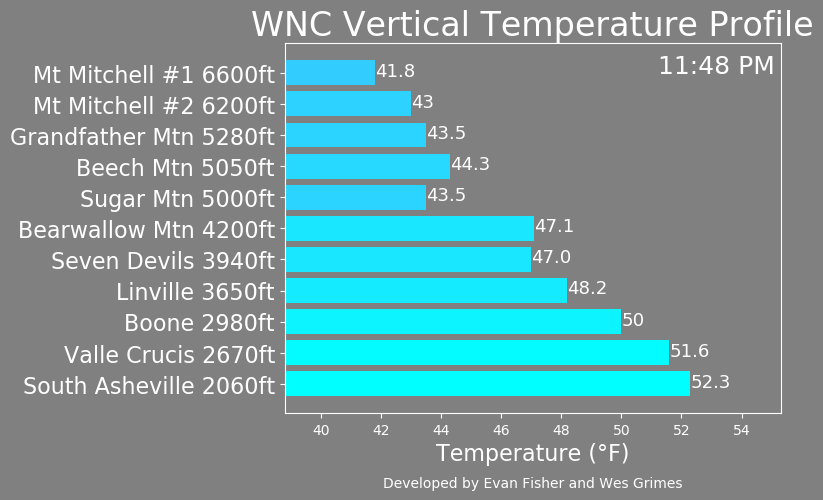 WNC Vertical Temperature Profile
11:48 PM
Mt Mitchell #1 6600ft 41.8
Mt Mitchell #2 6200ft 43
Grandfather Mtn 5280ft 43.5
Beech Mtn 5050ft 44.3
Sugar Mtn 5000ft 43.5
Bearwallow Mtn 4200ft 47.1
Seven Devils 3940ft 47.0
Linville 3650ft 48.2
Boone 2980ft 50
Valle Crucis 2670ft 51.6
South Asheville 2060ft 52.3
40 42 44 46 48 50 52 54
Temperature (°F)
Developed by Evan Fisher and Wes Grimes